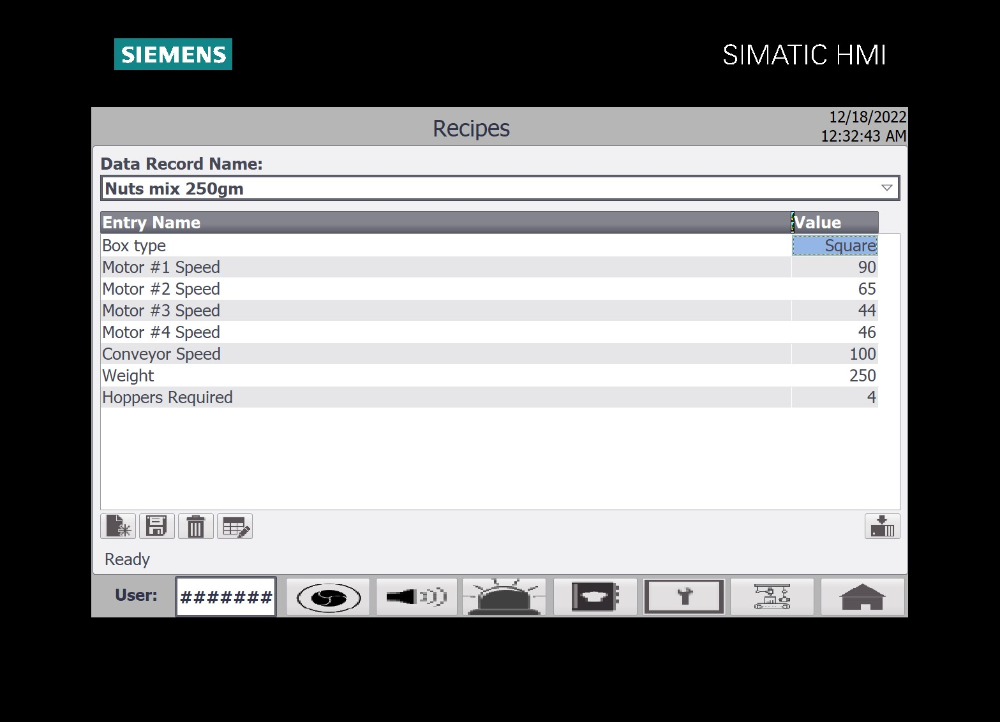 SIEMENS
SIMATIC HMI
Recipes
12/18/2022
12:32:43 AM
Data Record Name:
Nuts mix 250gm
Entry Name Value
Box type Square
Motor #1 Speed 90
Motor #2 Speed 65
Motor #3 Speed 44
Motor #4 Speed 46
Conveyor Speed 100
Weight 250
Hoppers Required 4
Ready
User: #######